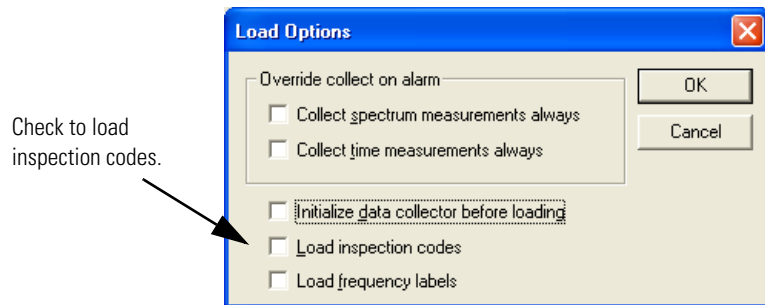 Load Options
Override collect on alarm
Collect spectrum measurements always
Collect time measurements always
OK
Cancel
Check to load
inspection codes.
Initialize data collector before loading
Load inspection codes
Load frequency labels